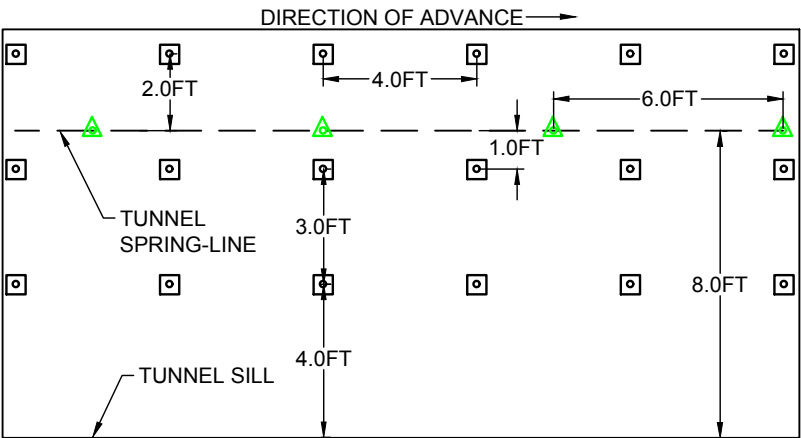 DIRECTION OF ADVANCE
2.0FT
4.0FT
6.0FT
1.0FT
TUNNEL
SPRING-LINE
3.0FT
8.0FT
4.0FT
TUNNEL SILL